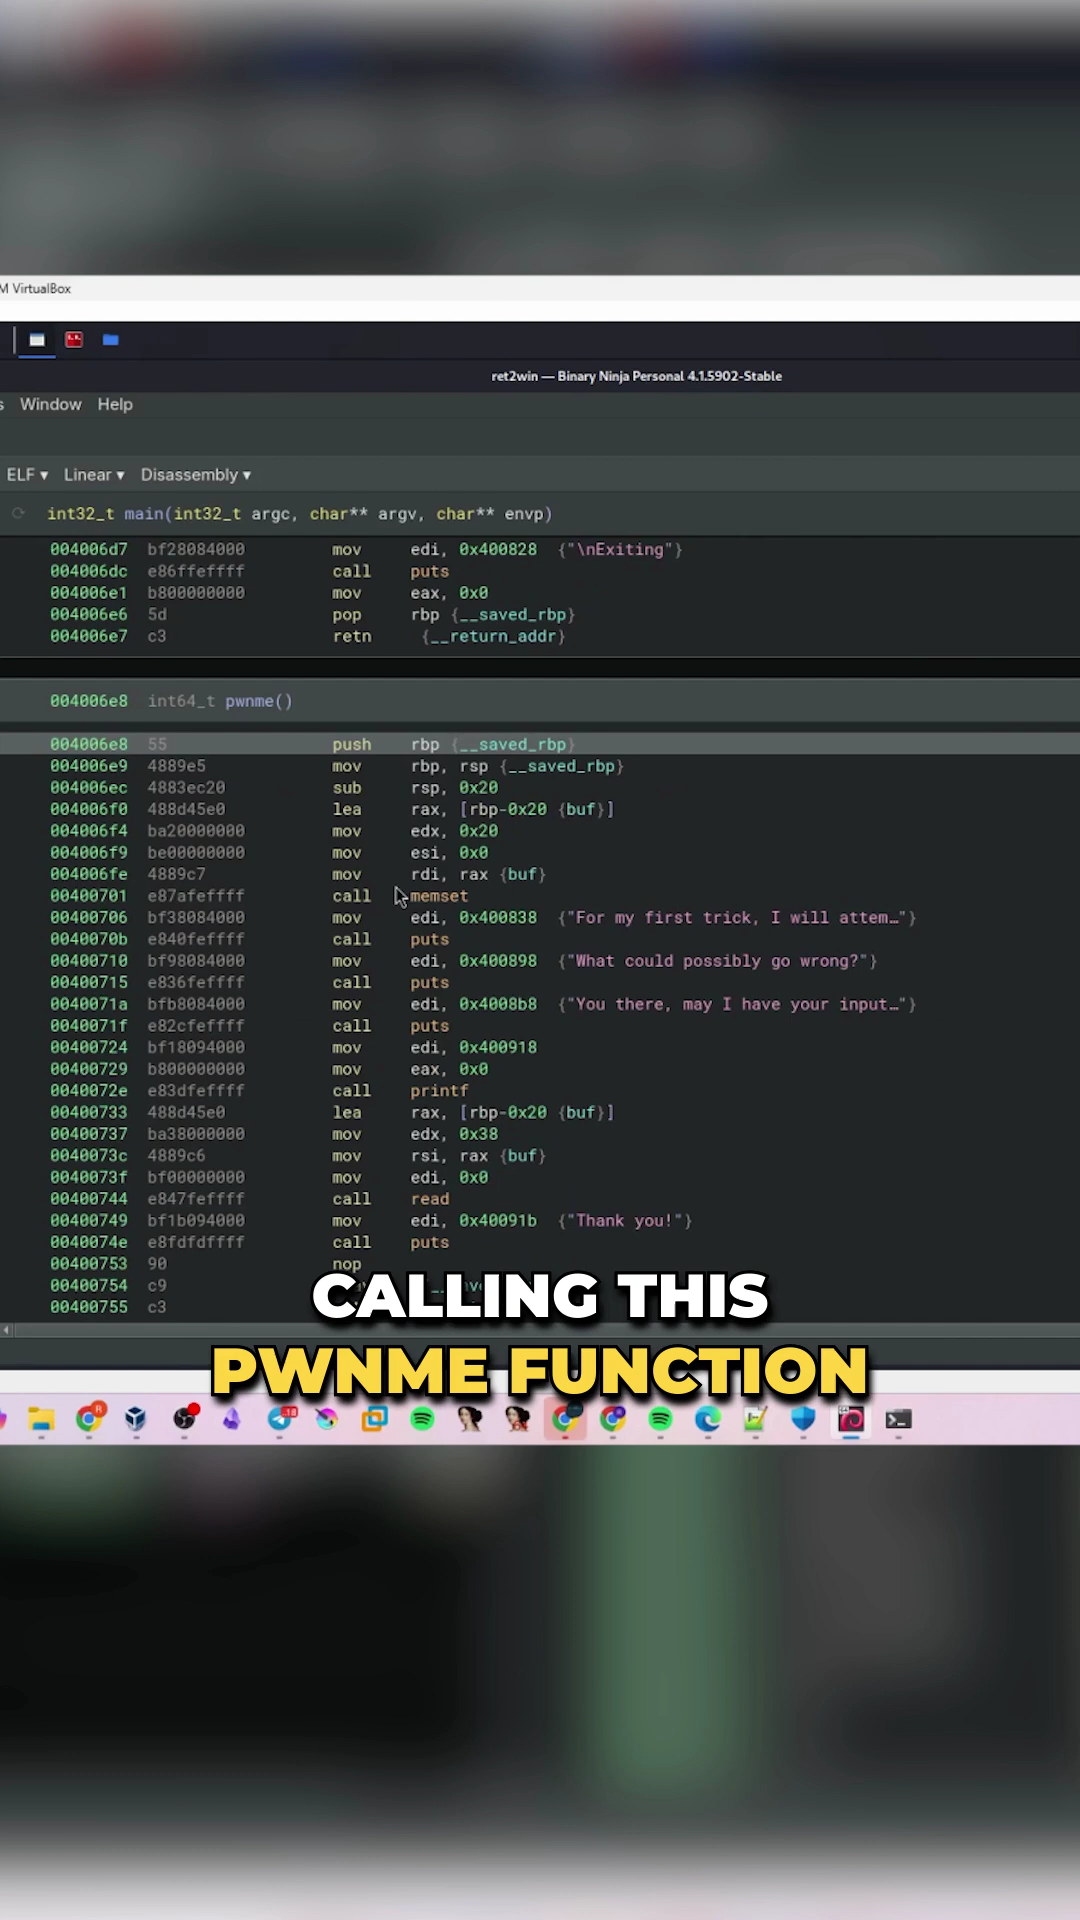 M VirtualBox
ret2win — Binary Ninja Personal 4.1.5902-Stable
s Window Help
ELF ▾ Linear ▾ Disassembly ▾
int32_t main(int32_t argc, char** argv, char** envp)
004006d7 bf28084000 mov edi, 0x400828 {"\nExiting"}
004006dc e86ffeffff call puts
004006e1 b800000000 mov eax, 0x0
004006e6 5d pop rbp {__saved_rbp}
004006e7 c3 retn {__return_addr}
004006e8 int64_t pwnme()
004006e8 55 push rbp {__saved_rbp}
004006e9 4889e5 mov rbp, rsp {__saved_rbp}
004006ec 4883ec20 sub rsp, 0x20
004006f0 488d45e0 lea rax, [rbp-0x20 {buf}]
004006f4 ba20000000 mov edx, 0x20
004006f9 be00000000 mov esi, 0x0
004006fe 4889c7 mov rdi, rax {buf}
00400701 e87afeffff call memset
00400706 bf38084000 mov edi, 0x400838 {"For my first trick, I will attem…"}
0040070b e840feffff call puts
00400710 bf98084000 mov edi, 0x400898 {"What could possibly go wrong?"}
00400715 e836feffff call puts
0040071a bfb8084000 mov edi, 0x4008b8 {"You there, may I have your input…"}
0040071f e82cfeffff call puts
00400724 bf18094000 mov edi, 0x400918
00400729 b800000000 mov eax, 0x0
0040072e e83dfeffff call printf
00400733 488d45e0 lea rax, [rbp-0x20 {buf}]
00400737 ba38000000 mov edx, 0x38
0040073c 4889c6 mov rsi, rax {buf}
0040073f bf00000000 mov edi, 0x0
00400744 e847feffff call read
00400749 bf1b094000 mov edi, 0x40091b {"Thank you!"}
0040074e e8fdfdffff call puts
00400753 90 nop
00400754 c9
00400755 c3
CALLING THIS
PWNME FUNCTION